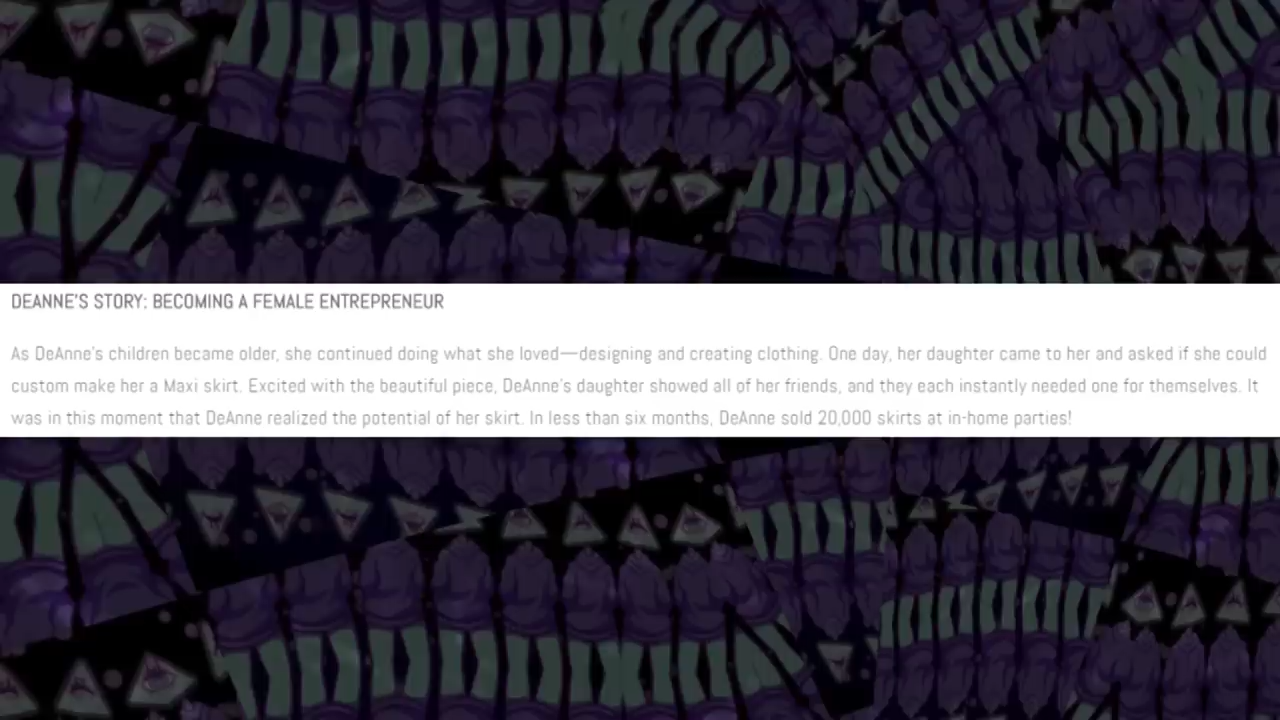 DEANNE'S STORY: BECOMING A FEMALE ENTREPRENEUR
As DeAnne's children became older, she continued doing what she loved—designing and creating clothing. One day, her daughter came to her and asked if she could
custom make her a Maxi skirt. Excited with the beautiful piece, DeAnne's daughter showed all of her friends, and they each instantly needed one for themselves. It
was in this moment that DeAnne realized the potential of her skirt. In less than six months, DeAnne sold 20,000 skirts at in-home parties!